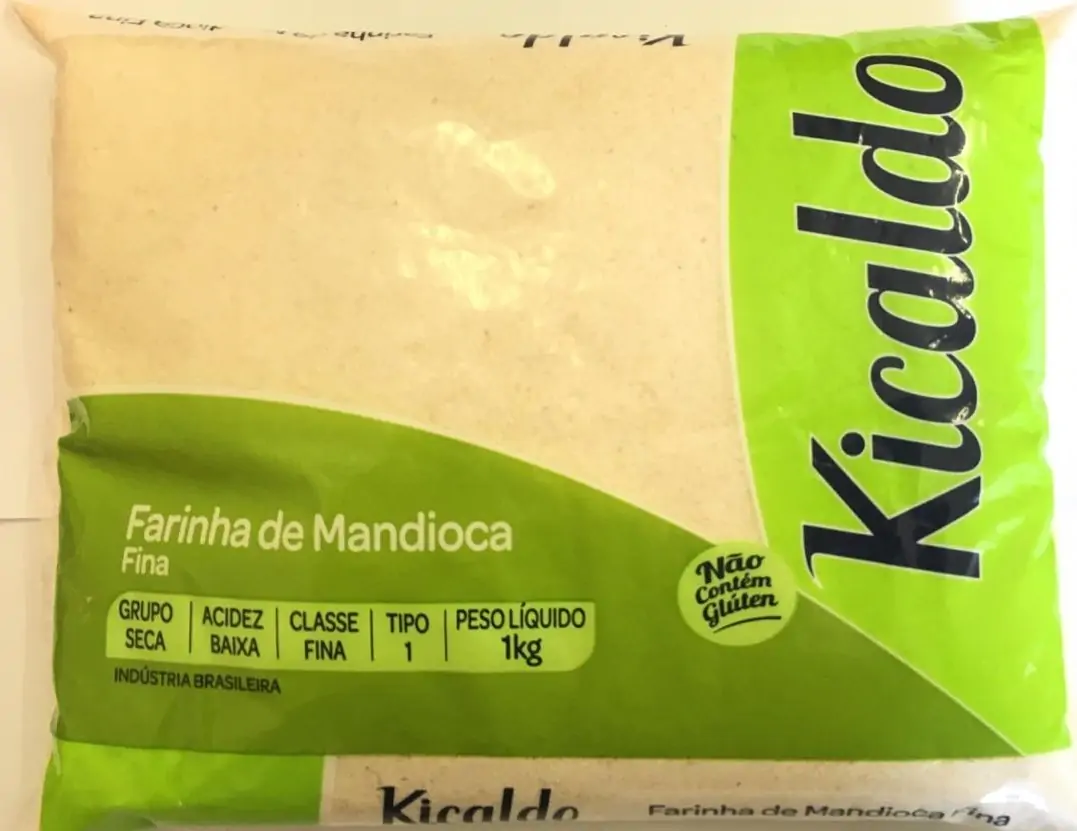 Kicaldo
Farinha de Mandioca
Fina
Não
Contém
Glúten
GRUPO ACIDEZ CLASSE TIPO PESO LÍQUIDO
SECA BAIXA FINA 1 1kg
INDÚSTRIA BRASILEIRA
Kicaldo Farinha de Mandioca Fina